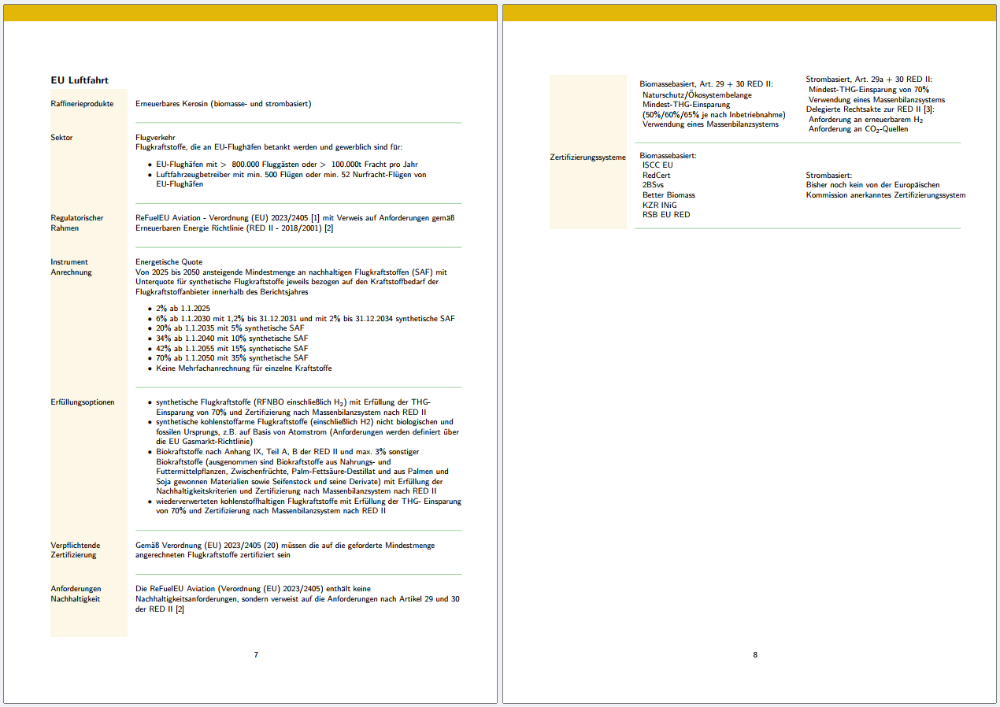 EU Luftfahrt
Raffinerieprodukte
Erneuerbares Kerosin (biomasse- und strombasiert)
Sektor
Flugverkehr
Flugkraftstoffe, die an EU-Flughäfen betankt werden und gewerblich sind für:
• EU-Flughäfen mit > 800.000 Fluggästen oder > 100.000t Fracht pro Jahr
• Luftfahrzeugbetreiber mit min. 500 Flügen oder min. 52 Nurfracht-Flügen von
EU-Flughäfen
Regulatorischer
Rahmen
ReFuelEU Aviation - Verordnung (EU) 2023/2405 [1] mit Verweis auf Anforderungen gemäß
Erneuerbaren Energie Richtlinie (RED II - 2018/2001) [2]
Instrument
Anrechnung
Energetische Quote
Von 2025 bis 2050 ansteigende Mindestmenge an nachhaltigen Flugkraftstoffen (SAF) mit
Unterquote für synthetische Flugkraftstoffe jeweils bezogen auf den Kraftstoffbedarf der
Flugkraftstoffanbieter innerhalb des Berichtsjahres
• 2% ab 1.1.2025
• 6% ab 1.1.2030 mit 1,2% bis 31.12.2031 und mit 2% bis 31.12.2034 synthetische SAF
• 20% ab 1.1.2035 mit 5% synthetische SAF
• 34% ab 1.1.2040 mit 10% synthetische SAF
• 42% ab 1.1.2055 mit 15% synthetische SAF
• 70% ab 1.1.2050 mit 35% synthetische SAF
• Keine Mehrfachanrechnung für einzelne Kraftstoffe
Erfüllungsoptionen
• synthetische Flugkraftstoffe (RFNBO einschließlich H₂) mit Erfüllung der THG-
Einsparung von 70% und Zertifizierung nach Massenbilanzsystem nach RED II
• synthetische kohlenstoffarme Flugkraftstoffe (einschließlich H2) nicht biologischen und
fossilen Ursprungs, z.B. auf Basis von Atomstrom (Anforderungen werden definiert über
die EU Gasmarkt-Richtlinie)
• Biokraftstoffe nach Anhang IX, Teil A, B der RED II und max. 3% sonstiger
Biokraftstoffe (ausgenommen sind Biokraftstoffe aus Nahrungs- und
Futtermittelpflanzen, Zwischenfrüchte, Palm-Fettsäure-Destillat und aus Palmen und
Soja gewonnen Materialien sowie Seifenstock und seine Derivate) mit Erfüllung der
Nachhaltigkeitskriterien und Zertifizierung nach Massenbilanzsystem nach RED II
• wiederverwerteten kohlenstoffhaltigen Flugkraftstoffe mit Erfüllung der THG- Einsparung
von 70% und Zertifizierung nach Massenbilanzsystem nach RED II
Verpflichtende
Zertifizierung
Gemäß Verordnung (EU) 2023/2405 (20) müssen die auf die geforderte Mindestmenge
angerechneten Flugkraftstoffe zertifiziert sein
Anforderungen
Nachhaltigkeit
Die ReFuelEU Aviation (Verordnung (EU) 2023/2405) enthält keine
Nachhaltigkeitsanforderungen, sondern verweist auf die Anforderungen nach Artikel 29 und 30
der RED II [2]
7
Biomassebasiert, Art. 29 + 30 RED II:
Naturschutz/Ökosystembelange
Mindest-THG-Einsparung
(50%/60%/65% je nach Inbetriebnahme)
Verwendung eines Massenbilanzsystems
Strombasiert, Art. 29a + 30 RED II:
Mindest-THG-Einsparung von 70%
Verwendung eines Massenbilanzsystems
Delegierte Rechtsakte zur RED II [3]:
Anforderung an erneuerbarem H₂
Anforderung an CO₂-Quellen
Zertifizierungssysteme
Biomassebasiert:
ISCC EU
RedCert
2BSvs
Better Biomass
KZR INiG
RSB EU RED
Strombasiert:
Bisher noch kein von der Europäischen
Kommission anerkanntes Zertifizierungssystem
8